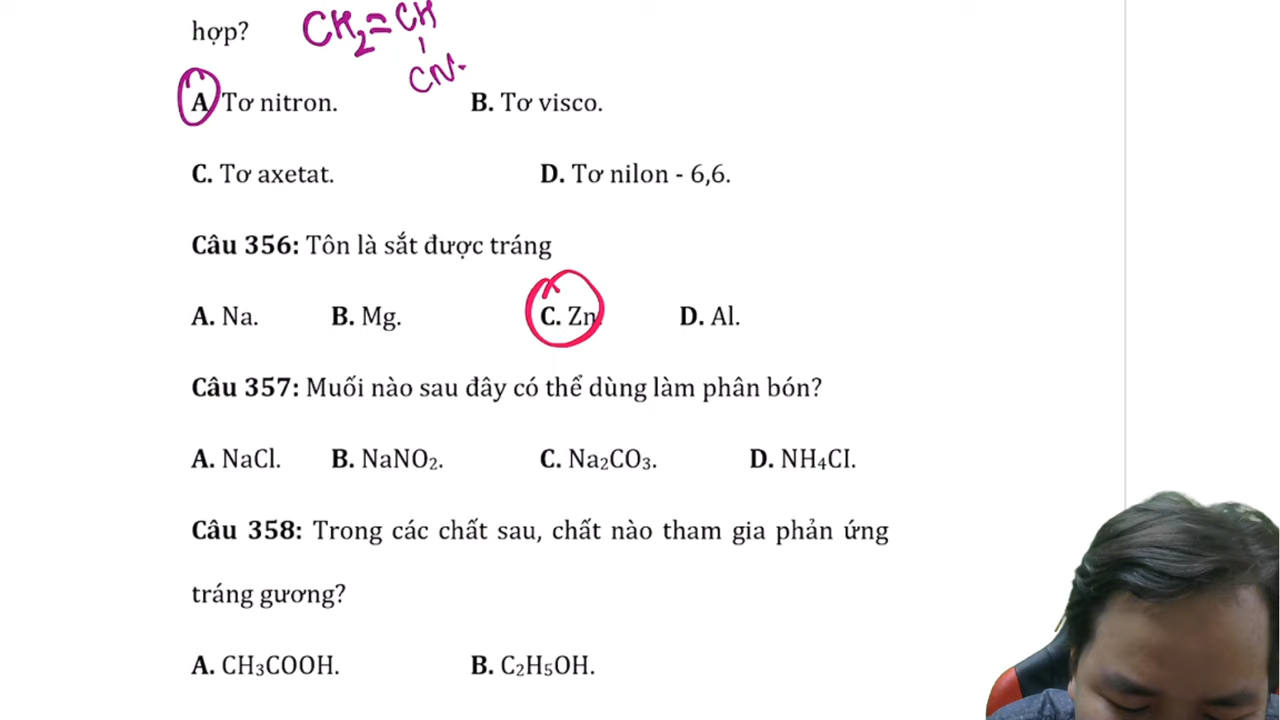 hợp? CH₂=CH
CN
A Tơ nitron. B. Tơ visco.
C. Tơ axetat. D. Tơ nilon - 6,6.
Câu 356: Tôn là sắt được tráng
A. Na. B. Mg. C. Zn. D. Al.
Câu 357: Muối nào sau đây có thể dùng làm phân bón?
A. NaCl. B. NaNO₂. C. Na₂CO₃. D. NH₄CI.
Câu 358: Trong các chất sau, chất nào tham gia phản ứng
tráng gương?
A. CH₃COOH. B. C₂H₅OH.